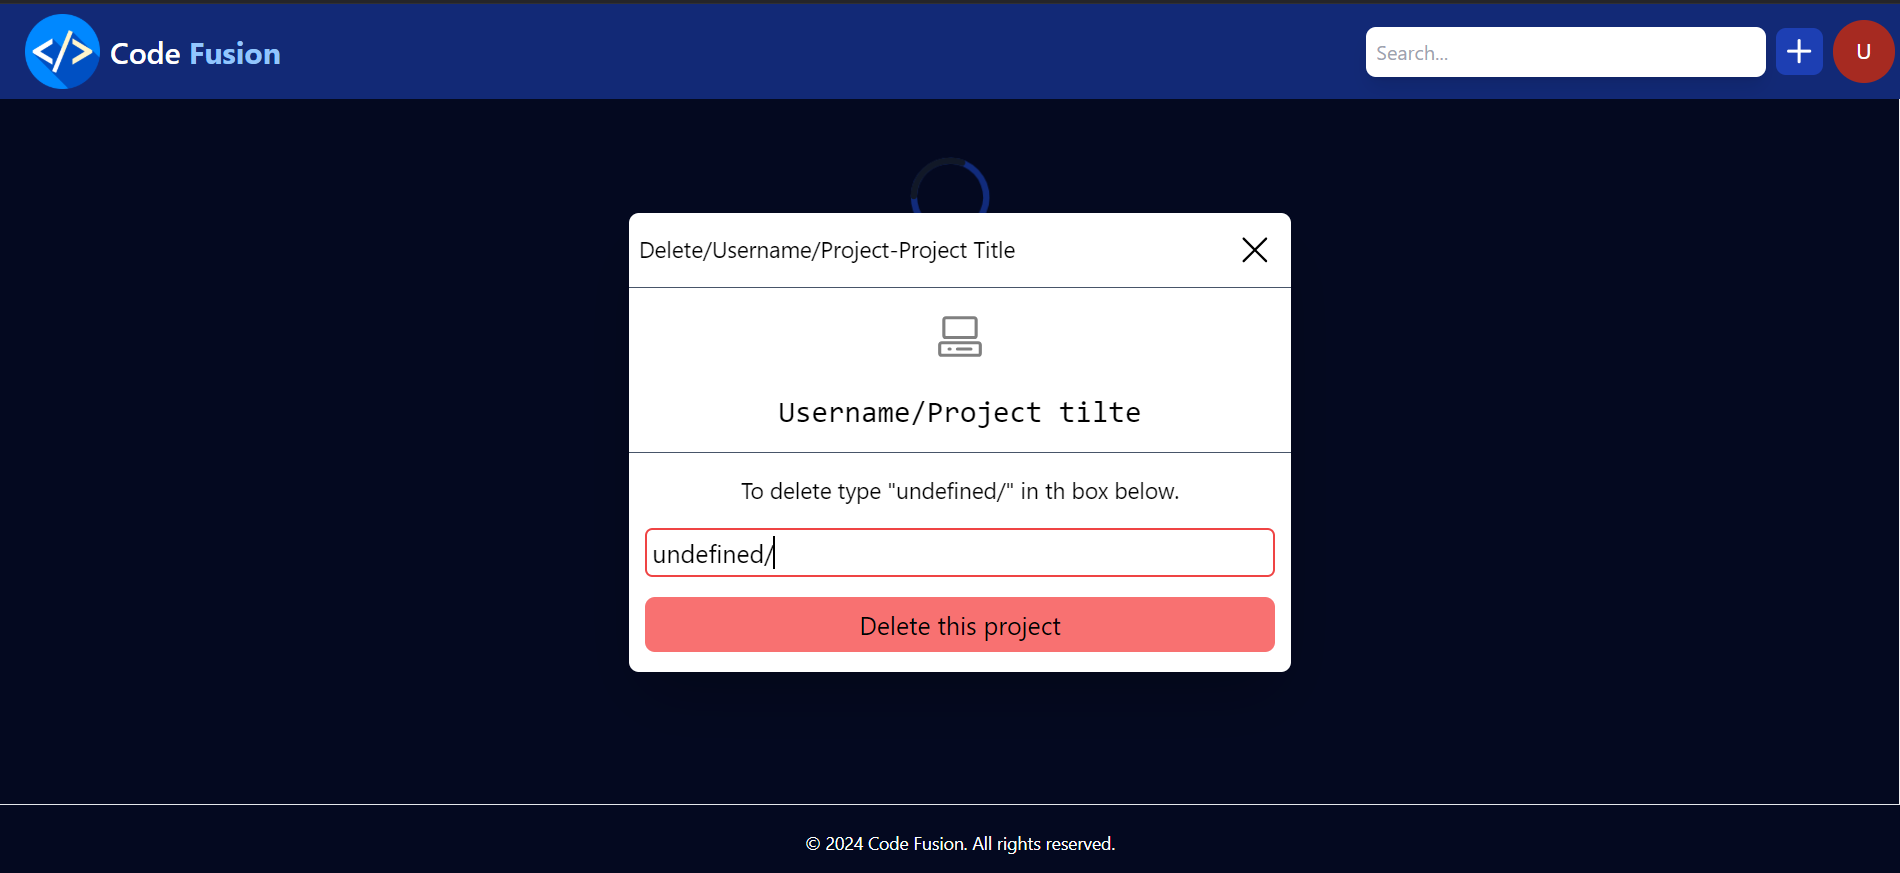 Code Fusion
Search...
U
Delete/Username/Project-Project Title
Username/Project tilte
To delete type "undefined/" in th box below.
undefined/
Delete this project
© 2024 Code Fusion. All rights reserved.